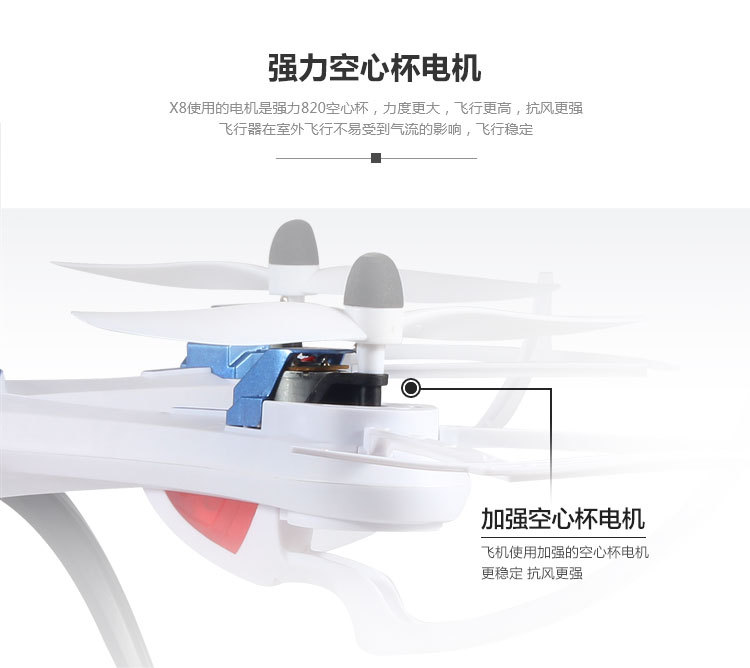 强力空心杯电机
X8使用的电机是强力820空心杯，力度更大，飞行更高，抗风更强
飞行器在室外飞行不易受到气流的影响，飞行稳定
加强空心杯电机
飞机使用加强的空心杯电机
更稳定 抗风更强